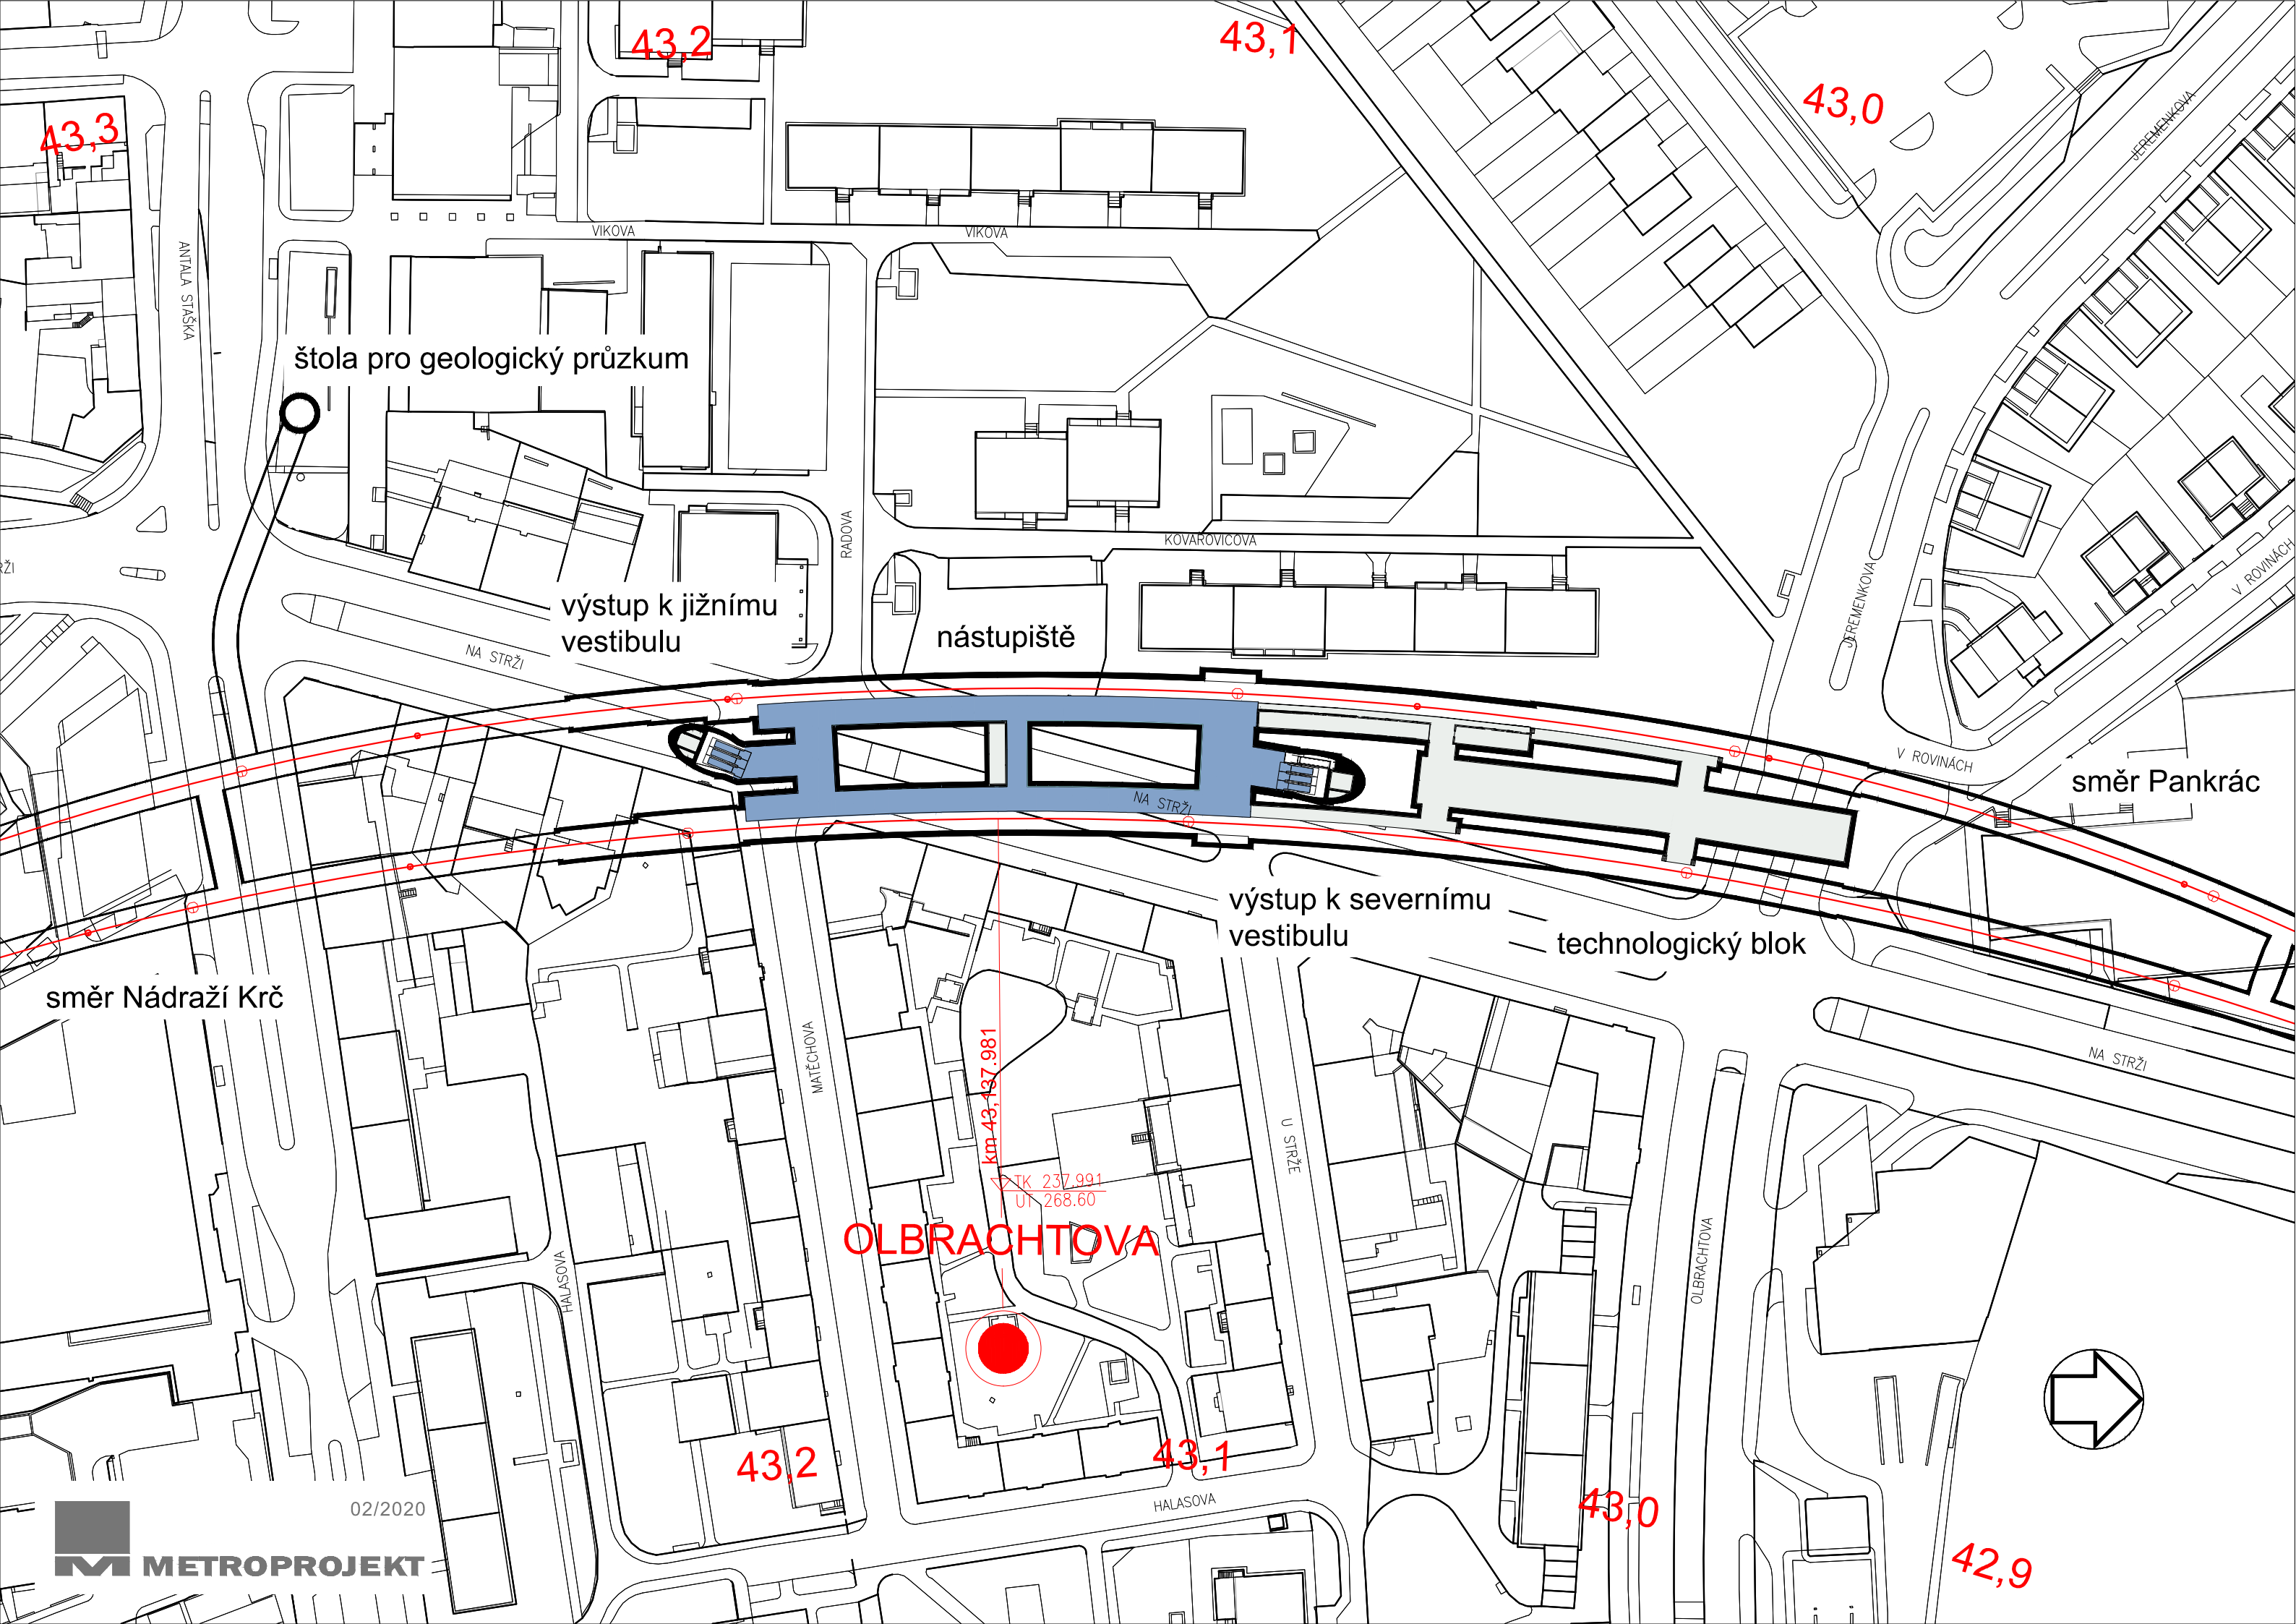 43,2
43,1
43,0
43,3
JEREMENKOVA
VIKOVA
VIKOVA
ANTALA STAŠKA
štola pro geologický průzkum
RADOVA
KOVAROVICOVA
V ROVINÁCH
JEREMENKOVA
výstup k jižnímu
vestibulu
nástupiště
NA STRŽI
V ROVINÁCH
směr Pankrác
NA STRŽI
výstup k severnímu
vestibulu
technologický blok
směr Nádraží Krč
MATĚCHOVA
km 43,137.981
NA STRŽI
U STRŽE
TK 237.991
UT 268.60
OLBRACHTOVA
HALASOVA
OLBRACHTOVA
43,2
43,1
HALASOVA
43,0
42,9
02/2020
METROPROJEKT